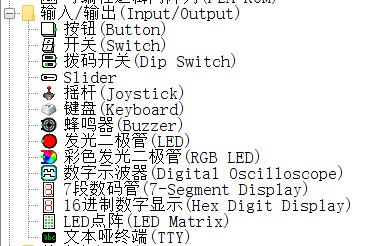 输入/输出(Input/Output)
按钮(Button)
开关(Switch)
拨码开关(Dip Switch)
Slider
摇杆(Joystick)
键盘(Keyboard)
蜂鸣器(Buzzer)
发光二极管(LED)
彩色发光二极管(RGB LED)
数字示波器(Digital Oscilloscope)
7段数码管(7-Segment Display)
16进制数字显示(Hex Digit Display)
LED点阵(LED Matrix)
文本哑终端(TTY)